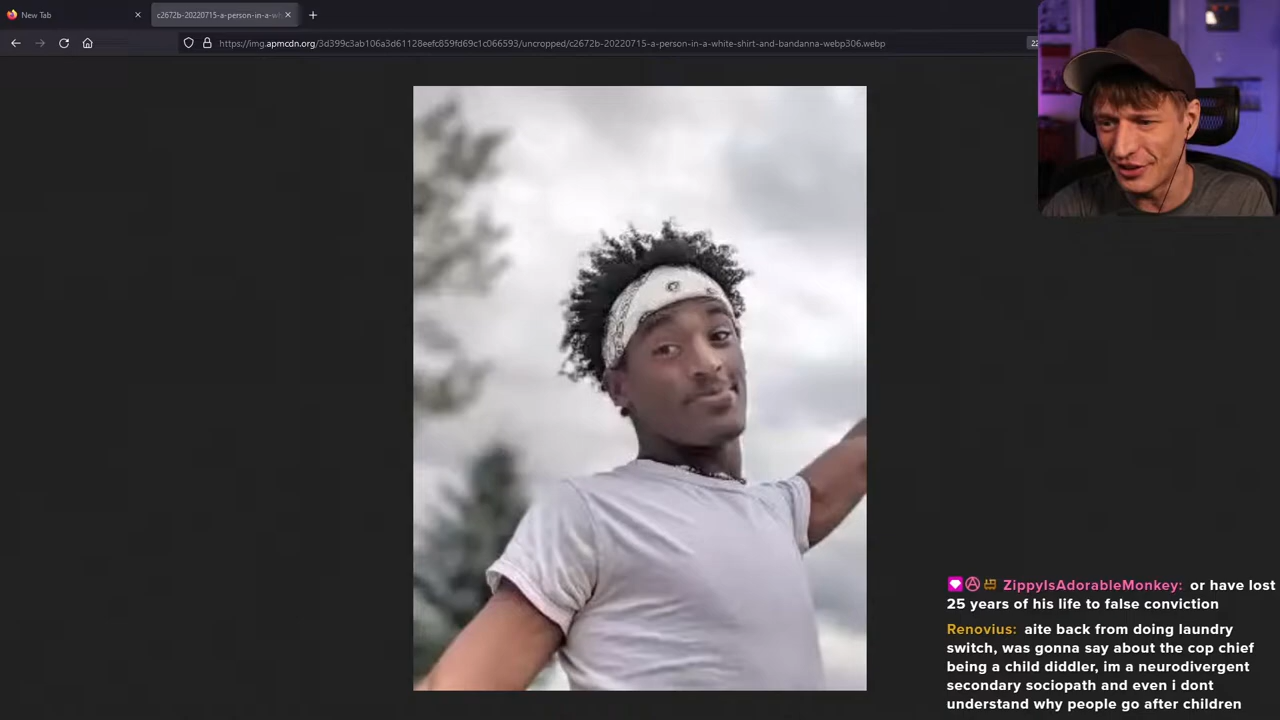 New Tab
c2672b-20220715-a-person-in-a-wh
https://img.apmcdn.org/3d399c3ab106a3d61128eefc859fd69c1c066593/uncropped/c2672b-20220715-a-person-in-a-white-shirt-and-bandanna-webp306.webp
ZippyIsAdorableMonkey: or have lost
25 years of his life to false conviction
Renovius: aite back from doing laundry
switch, was gonna say about the cop chief
being a child diddler, im a neurodivergent
secondary sociopath and even i dont
understand why people go after children